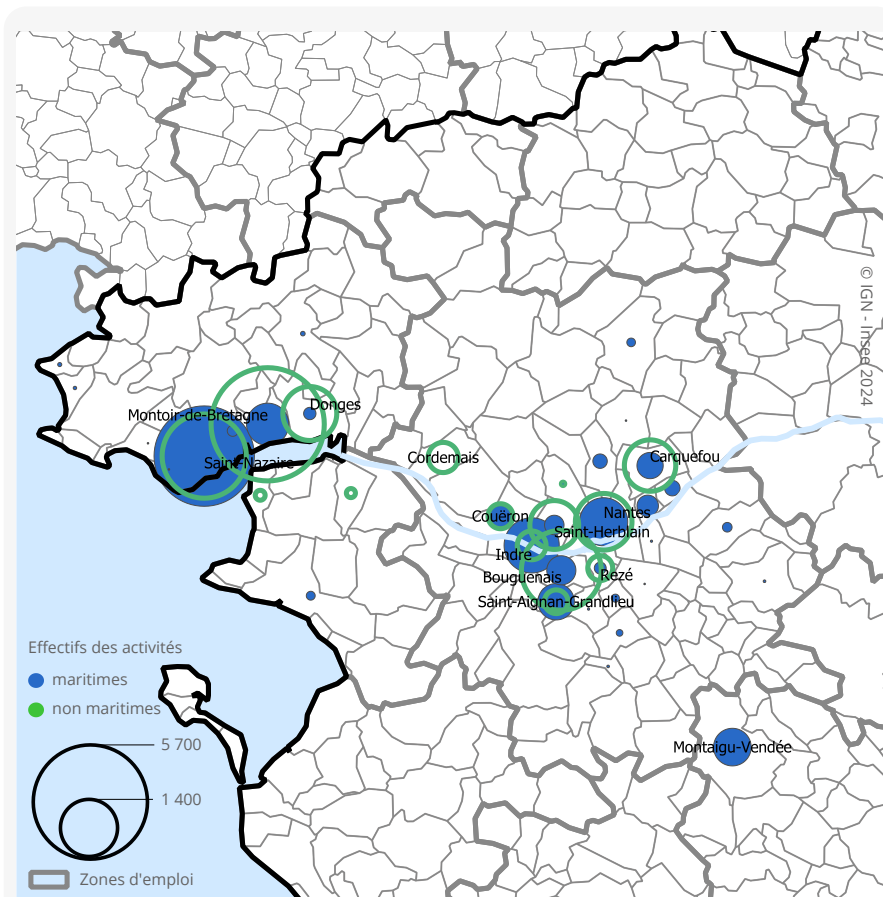 © IGN - Insee 2024
Donges
Montoir-de-Bretagne
Saint-Nazaire
Cordemais
Carquefou
Couëron
Nantes
Saint-Herblain
Indre
Bouguenais
Rezé
Saint-Aignan-Grandlieu
Montaigu-Vendée
Effectifs des activités
maritimes
non maritimes
5 700
1 400
Zones d'emploi